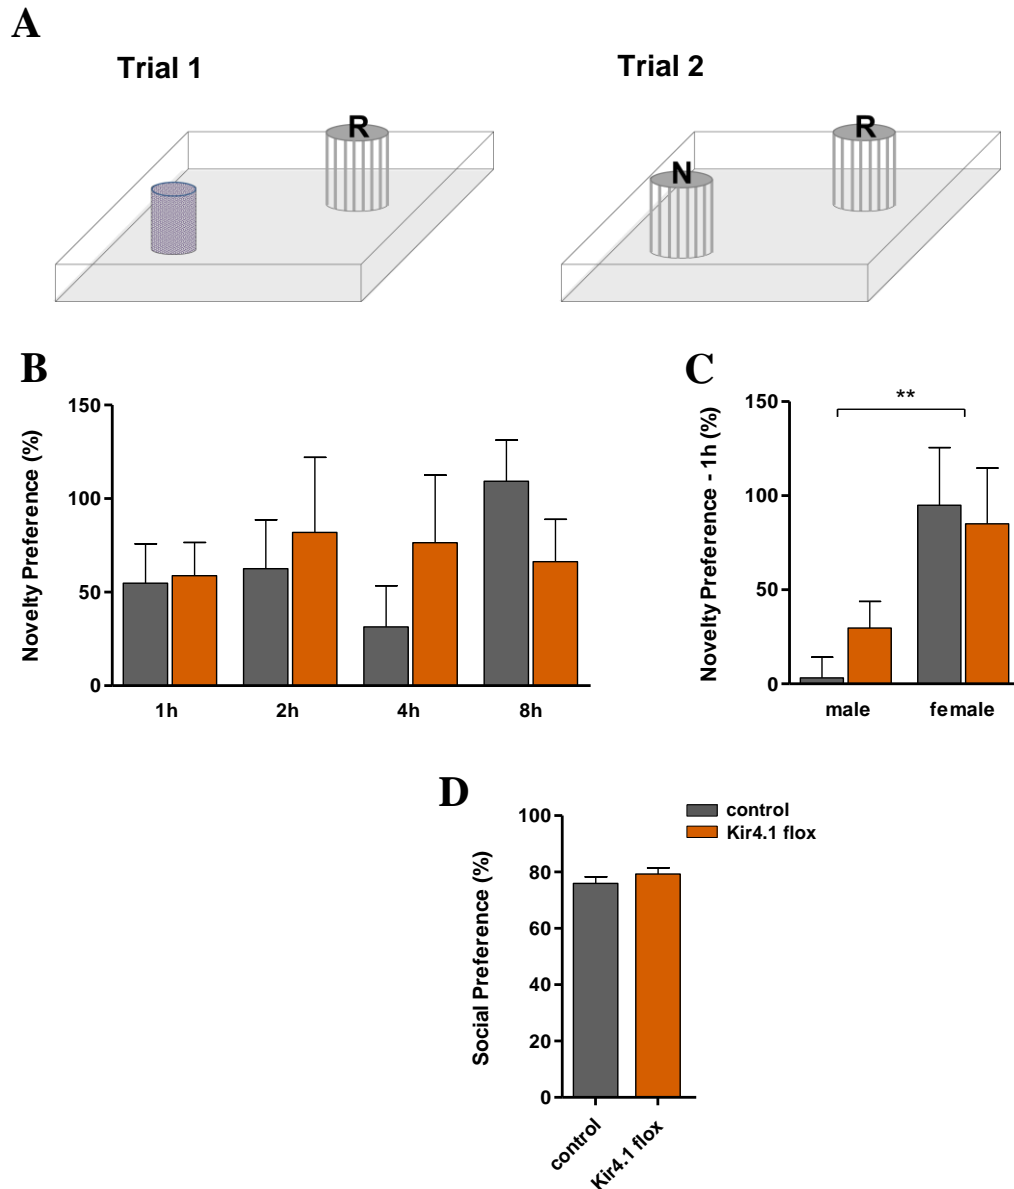 A
Trial 1
Trial 2
R
R
N
B
C
Novelty Preference (%)
150
100
50
0
1h
2h
4h
8h
Novelty Preference - 1h (%)
150
100
50
0
**
male
female
D
Social Preference (%)
100
80
60
40
20
0
control
Kir4.1 flox
control
Kir4.1 flox